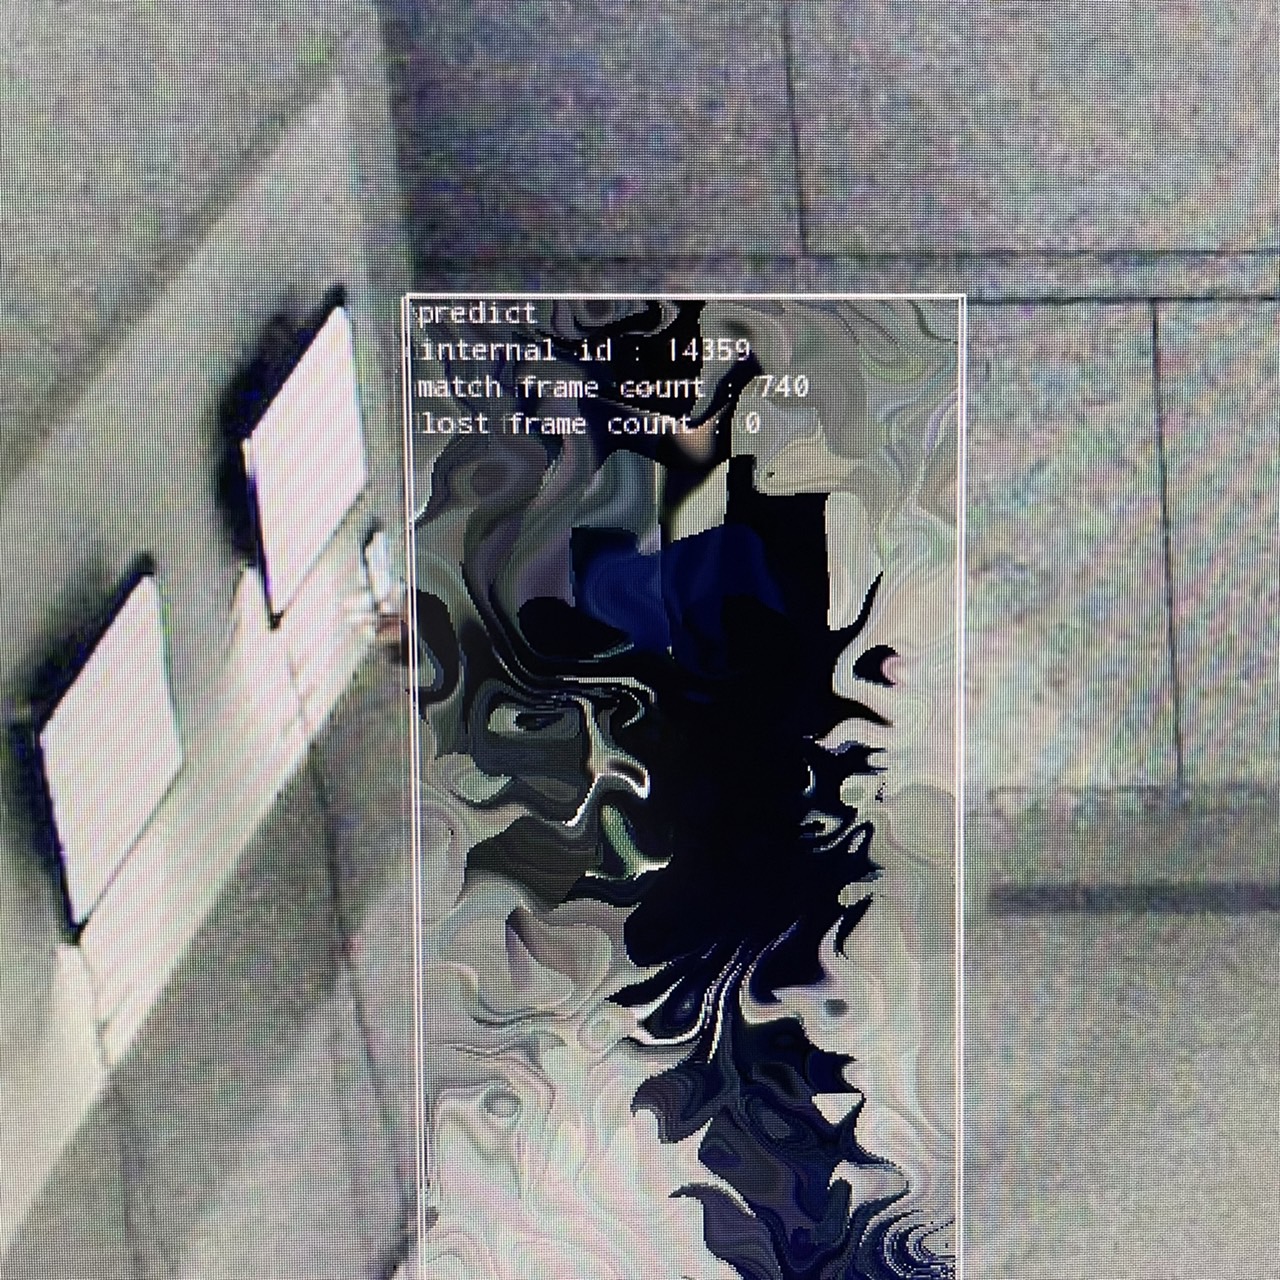 predict
internal id : 14359
match frame count : 740
lost frame count : 0